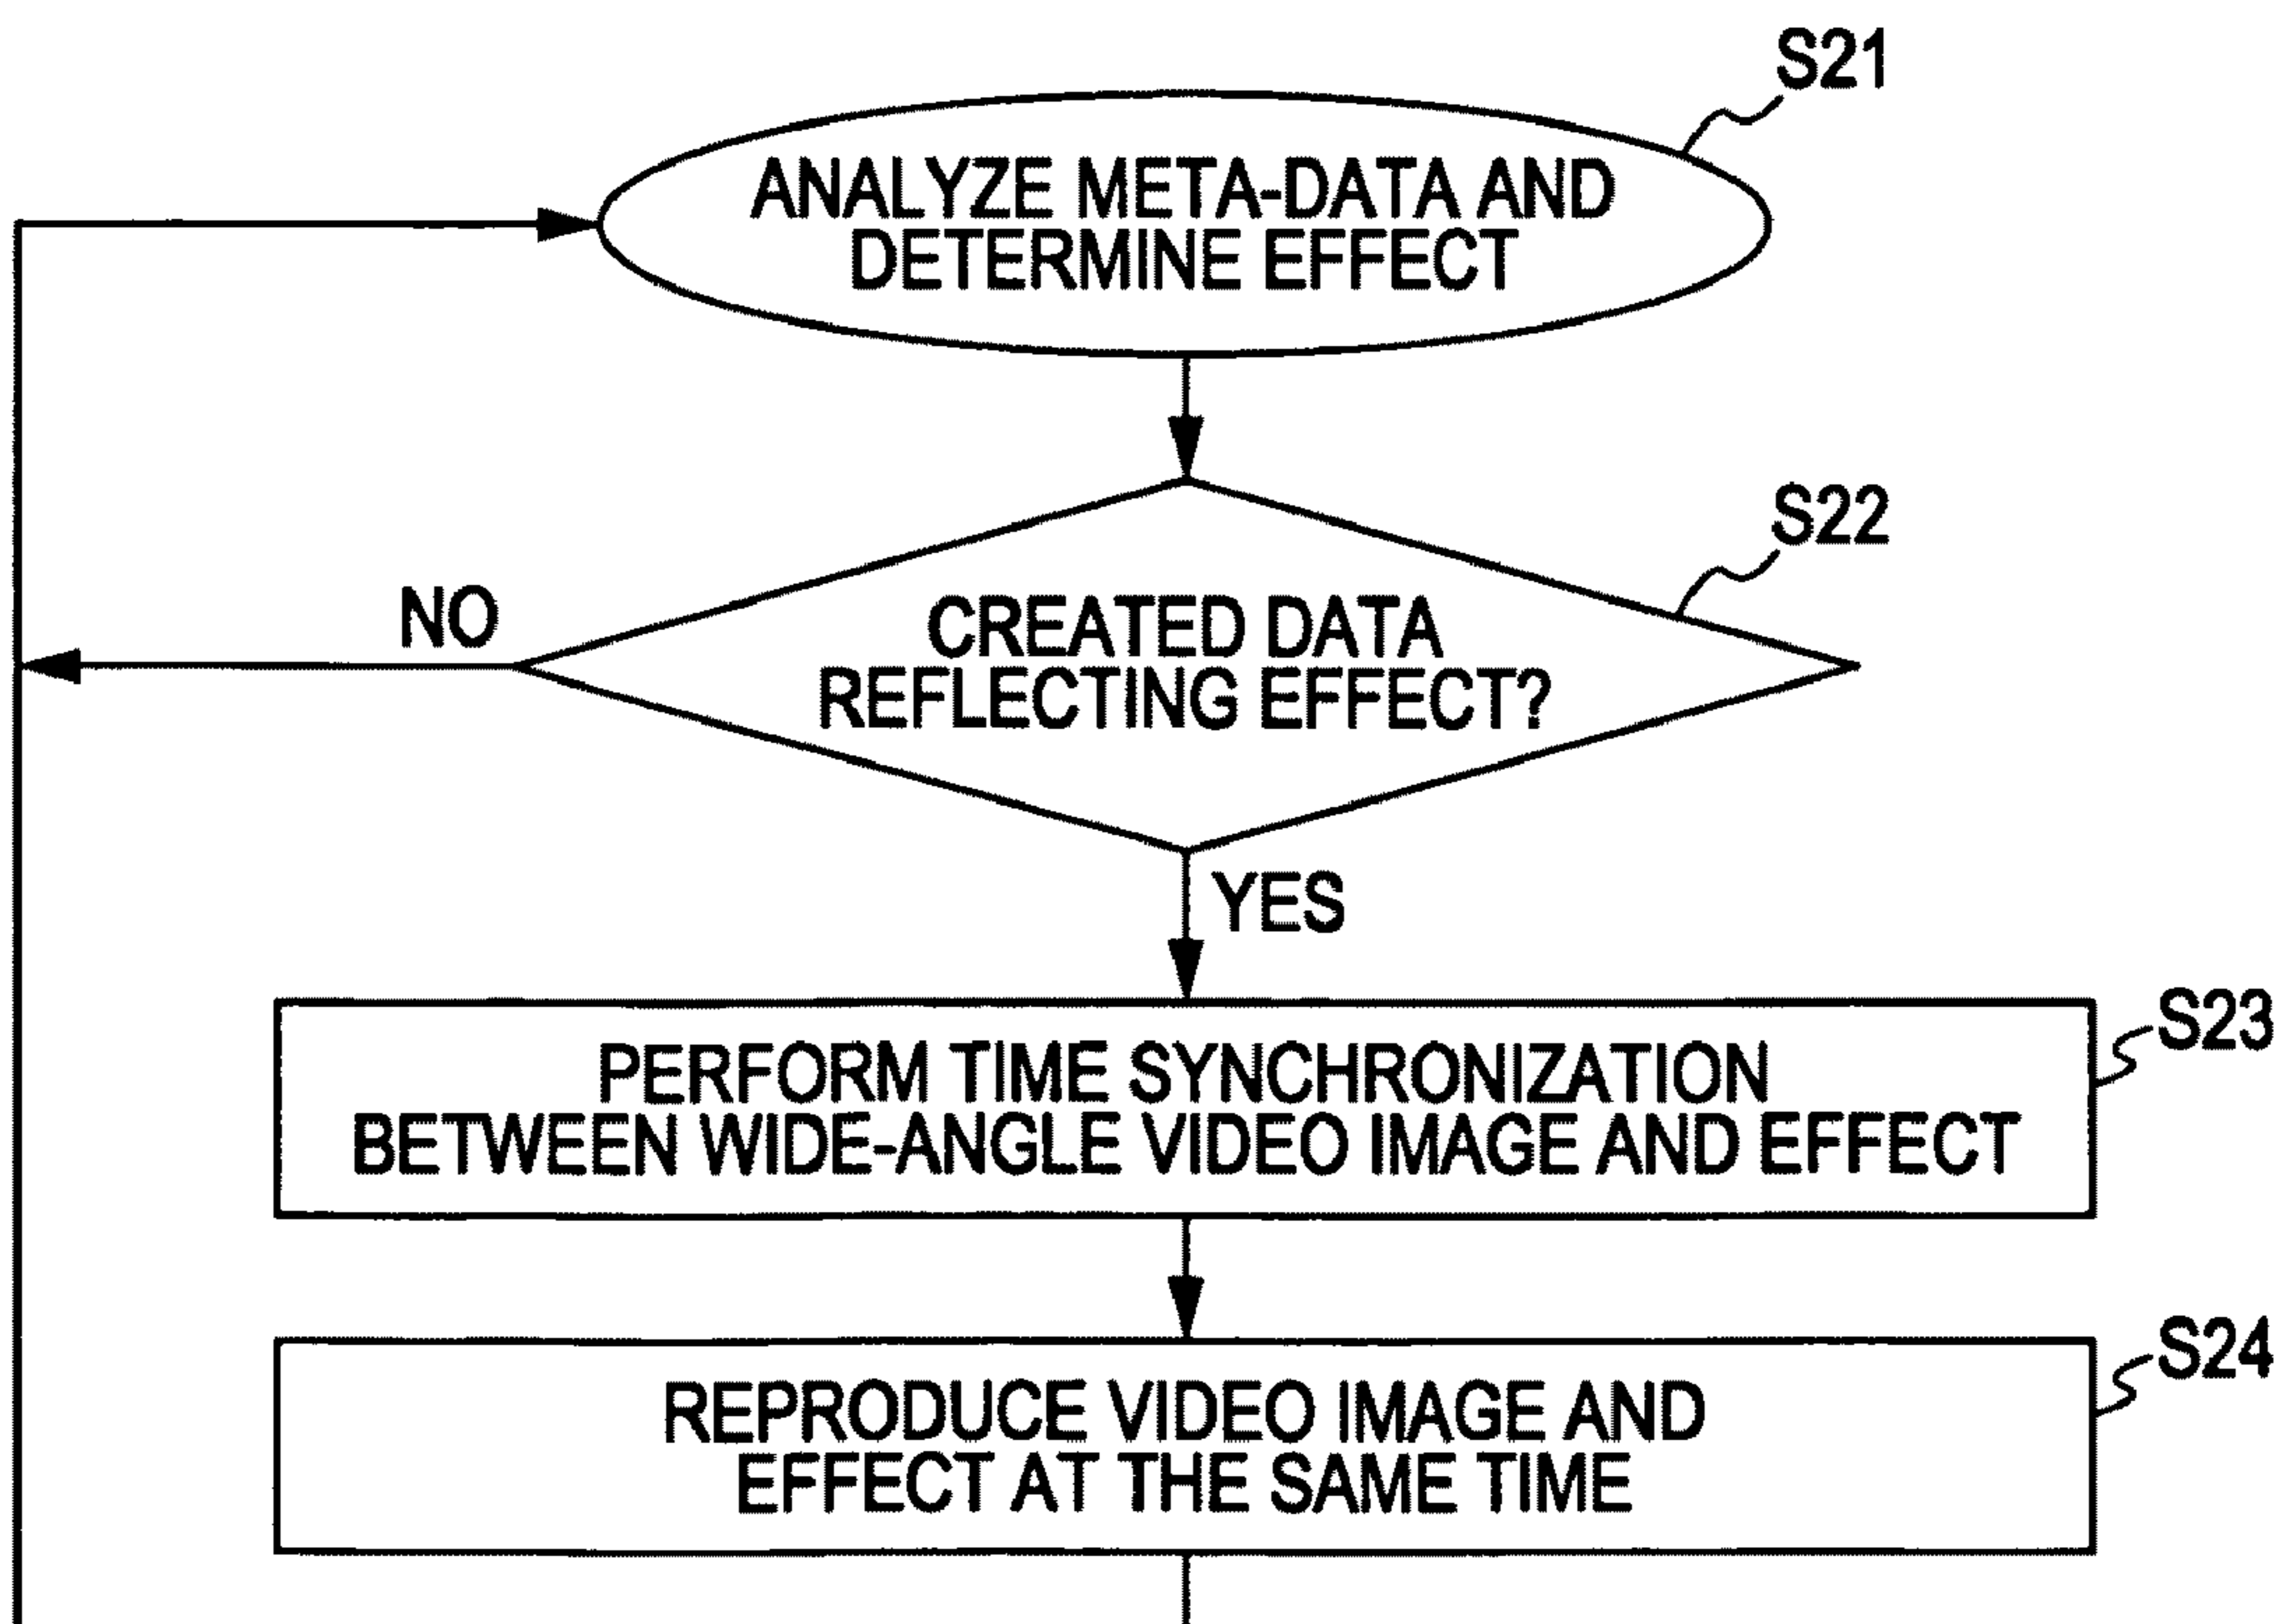 S21
ANALYZE META-DATA AND
DETERMINE EFFECT
S22
NO
CREATED DATA
REFLECTING EFFECT?
YES
S23
PERFORM TIME SYNCHRONIZATION
BETWEEN WIDE-ANGLE VIDEO IMAGE AND EFFECT
S24
REPRODUCE VIDEO IMAGE AND
EFFECT AT THE SAME TIME